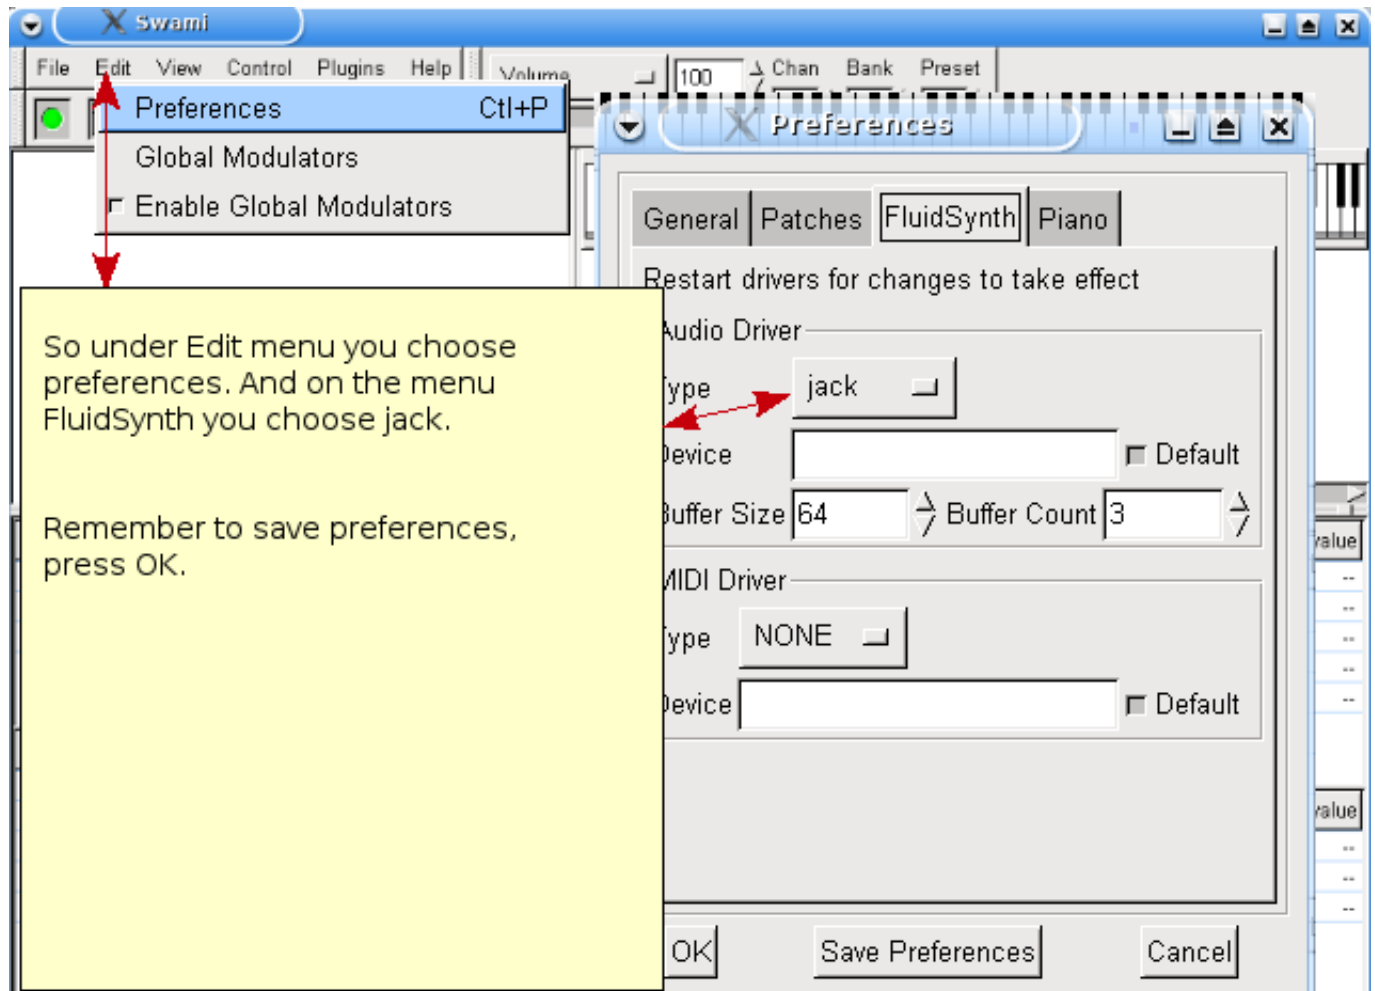 Swami
File Edit View Control Plugins Help Volume 100 Chan Bank Preset
Preferences Ctl+P
Global Modulators
Enable Global Modulators
Preferences
General Patches FluidSynth Piano
Restart drivers for changes to take effect
Audio Driver
Type jack
Device Default
Buffer Size 64 Buffer Count 3
MIDI Driver
Type NONE
Device Default
OK Save Preferences Cancel
So under Edit menu you choose
preferences. And on the menu
FluidSynth you choose jack.
Remember to save preferences,
press OK.
value
--
--
--
--
--
value
--
--
--